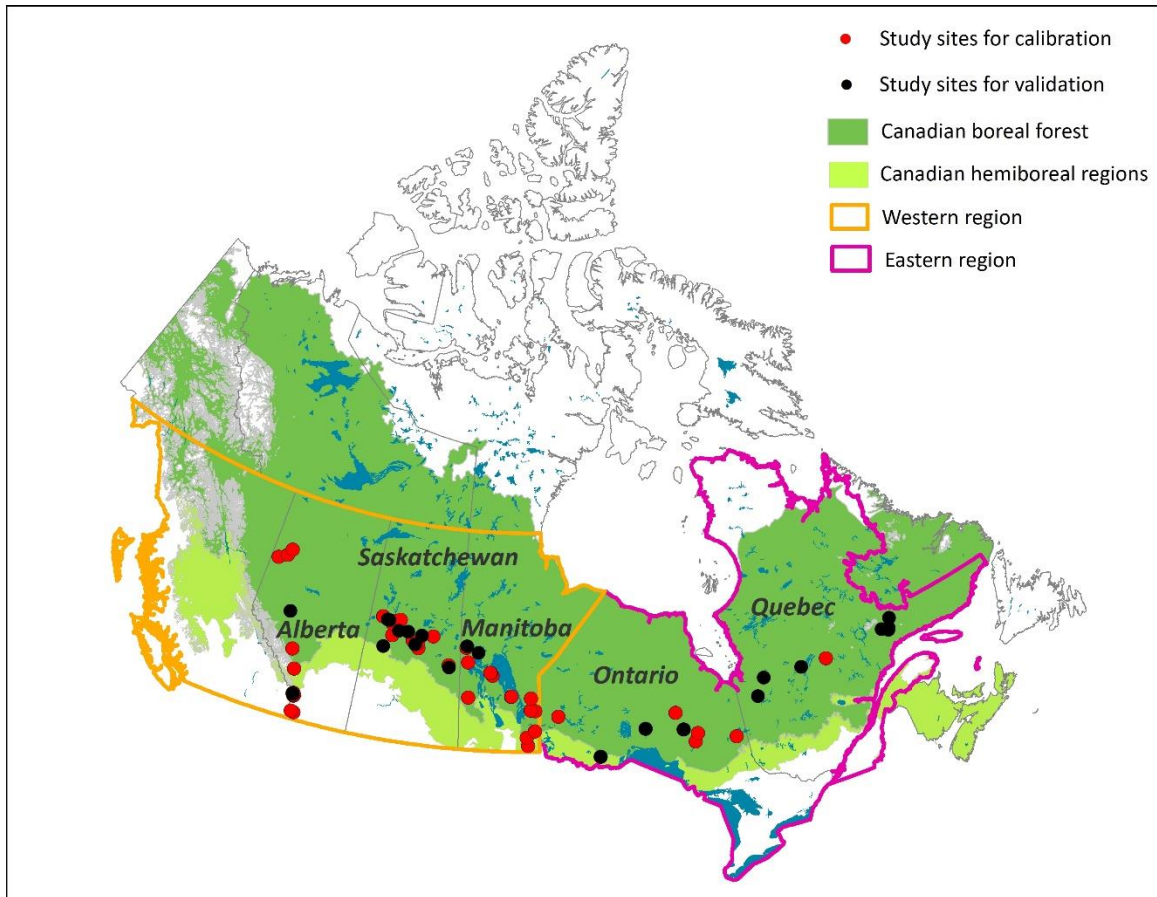 Study sites for calibration
Study sites for validation
Canadian boreal forest
Canadian hemiboreal regions
Western region
Eastern region
Saskatchewan
Quebec
Alberta
Manitoba
Ontario